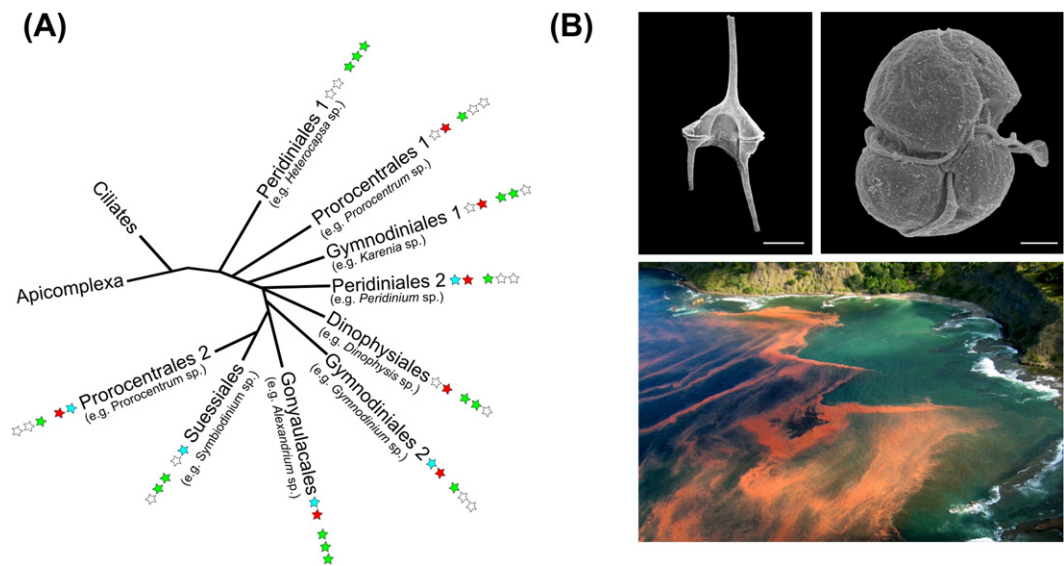 (A)
(B)
Peridiniales 1
(e.g. Heterocapsa sp.)
Prorocentrales 1
(e.g. Prorocentrum sp.)
Gymnodiniales 1
(e.g. Karenia sp.)
Peridiniales 2
(e.g. Peridinium sp.)
Dinophysiales
(e.g. Dinophysis sp.)
Gymnodiniales 2
(e.g. Gymnodinium sp.)
Gonyaulacales
(e.g. Alexandrium sp.)
Suessiales
(e.g. Symbiodinium sp.)
Prorocentrales 2
(e.g. Prorocentrum sp.)
Apicomplexa
Ciliates